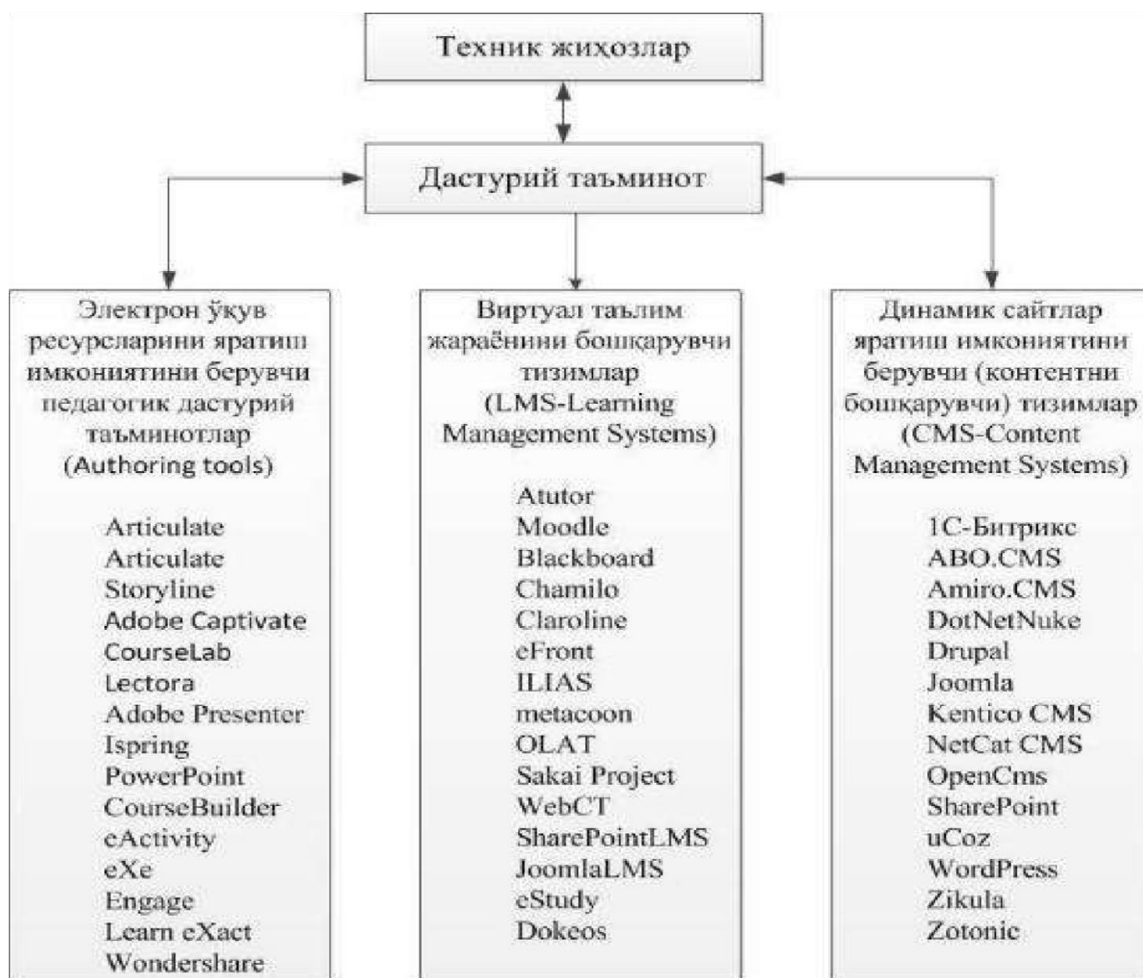 Техник жиҳозлар
Дастурий таъминот
Электрон ўқув
ресурсларини яратиш
имкониятини берувчи
педагогик дастурий
таъминотлар
(Authoring tools)
Articulate
Articulate
Storyline
Adobe Captivate
CourseLab
Lectora
Adobe Presenter
Ispring
PowerPoint
CourseBuilder
eActivity
eXe
Engage
Learn eXact
Wondershare
Виртуал таълим
жараёнини бошқарувчи
тизимлар
(LMS-Learning
Management Systems)
Atutor
Moodle
Blackboard
Chamilo
Claroline
eFront
ILIAS
metacoon
OLAT
Sakai Project
WebCT
SharePointLMS
JoomlaLMS
eStudy
Dokeos
Динамик сайтлар
яратиш имкониятини
берувчи (контентни
бошқарувчи) тизимлар
(CMS-Content
Management Systems)
1С-Битрикс
ABO.CMS
Amiro.CMS
DotNetNuke
Drupal
Joomla
Kentico CMS
NetCat CMS
OpenCms
SharePoint
uCoz
WordPress
Zikula
Zotonic